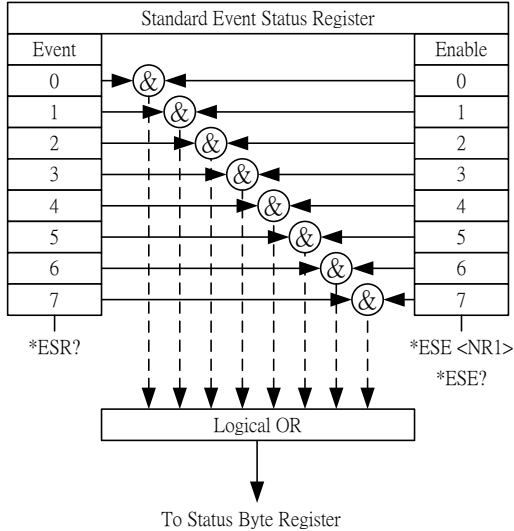 Standard Event Status Register
Event Enable
0 & 0
1 & 1
2 & 2
3 & 3
4 & 4
5 & 5
6 & 6
7 & 7
*ESR? *ESE <NR1>
*ESE?
Logical OR
To Status Byte Register